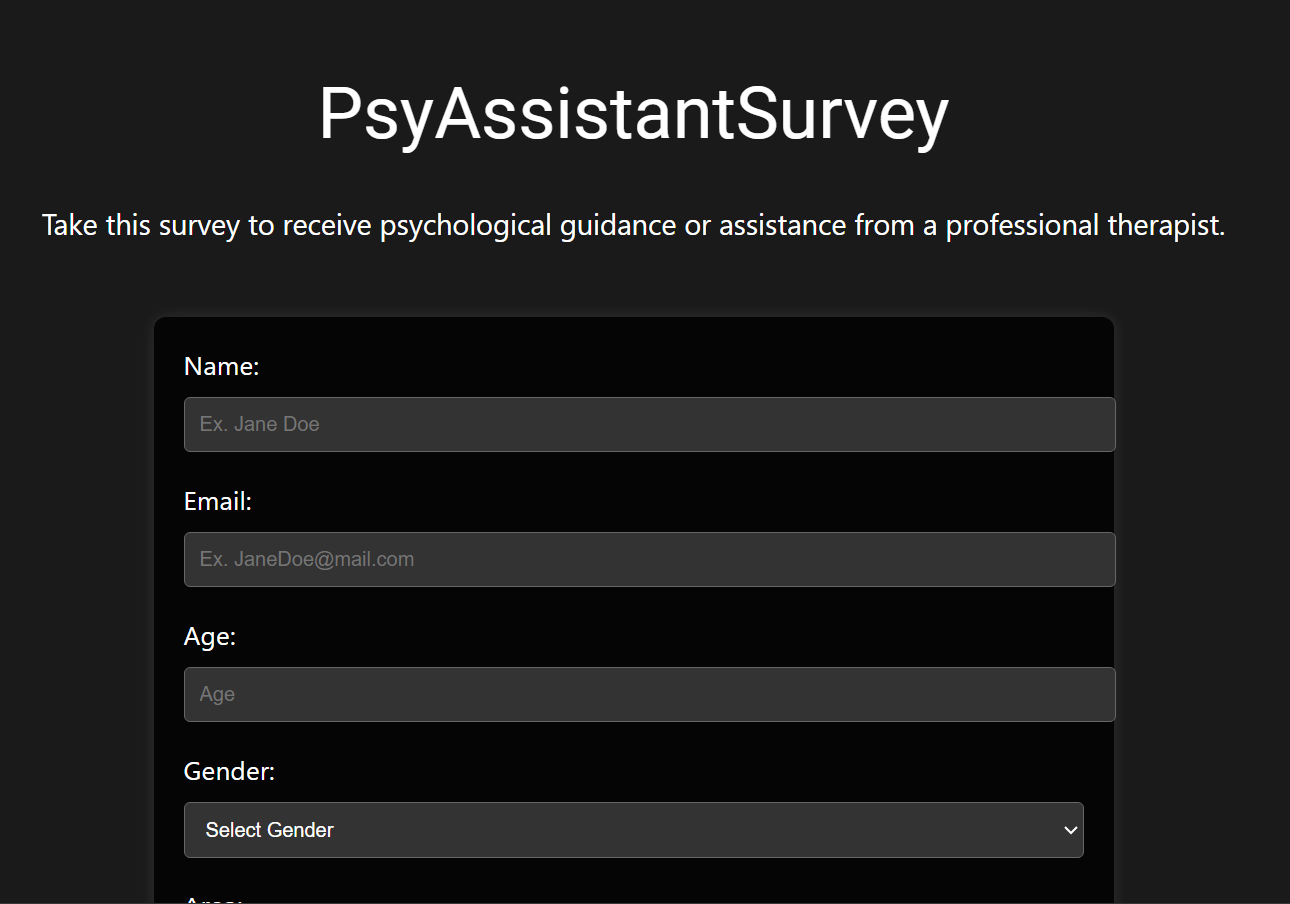 PsyAssistantSurvey
Take this survey to receive psychological guidance or assistance from a professional therapist.
Name:
Ex. Jane Doe
Email:
Ex. JaneDoe@mail.com
Age:
Age
Gender:
Select Gender